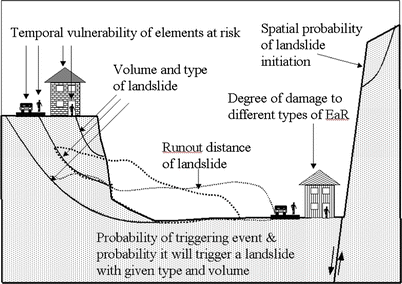 Temporal vulnerability of elements at risk
Spatial probability
of landslide
initiation
Volume and type
of landslide
Degree of damage to
different types of EaR
Runout distance
of landslide
Probability of triggering event &
probability it will trigger a landslide
with given type and volume